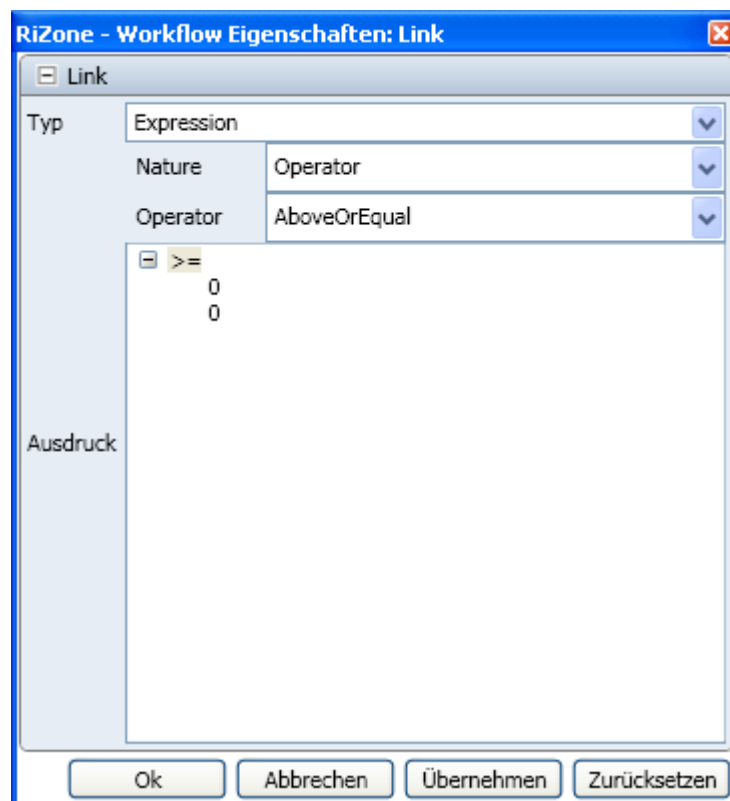 RiZone - Workflow Eigenschaften: Link
Link
Typ Expression
Nature Operator
Operator AboveOrEqual
>=
0
0
Ausdruck
Ok Abbrechen Übernehmen Zurücksetzen